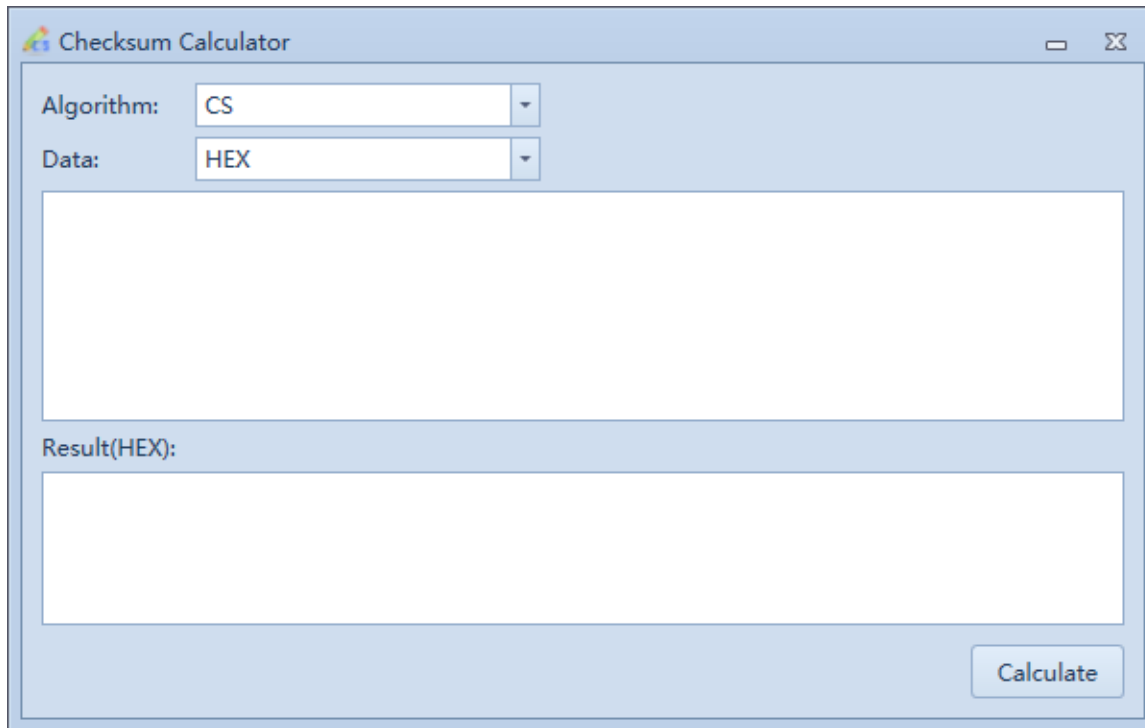 Checksum Calculator
Algorithm: CS
Data: HEX
Result(HEX):
Calculate